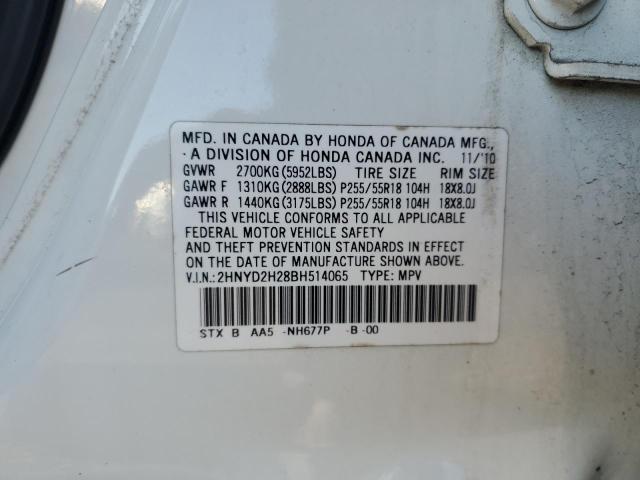 MFD. IN CANADA BY HONDA OF CANADA MFG.,
A DIVISION OF HONDA CANADA INC. 11/'10
GVWR 2700KG (5952LBS) TIRE SIZE RIM SIZE
GAWR F 1310KG (2888LBS) P255/55R18 104H 18X8.0J
GAWR R 1440KG (3175LBS) P255/55R18 104H 18X8.0J
THIS VEHICLE CONFORMS TO ALL APPLICABLE
FEDERAL MOTOR VEHICLE SAFETY
AND THEFT PREVENTION STANDARDS IN EFFECT
ON THE DATE OF MANUFACTURE SHOWN ABOVE.
V.I.N.: 2HNYD2H28BH514065 TYPE: MPV
STX B AA5 -NH677P -B-00